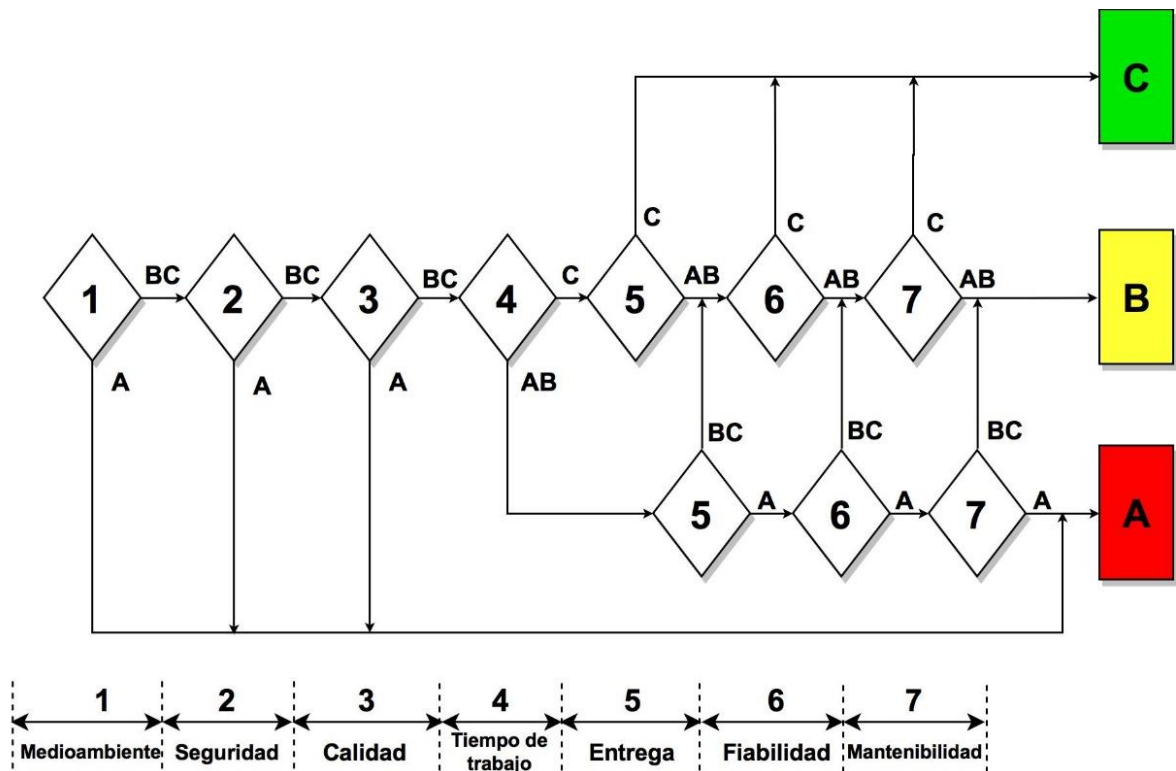 C
C
C
C
1
BC
2
BC
3
BC
4
C
5
AB
6
AB
7
AB
B
A
A
A
AB
BC
BC
BC
5
A
6
A
7
A
A
1
2
3
4
5
6
7
Medioambiente
Seguridad
Calidad
Tiempo de
trabajo
Entrega
Fiabilidad
Mantenibilidad